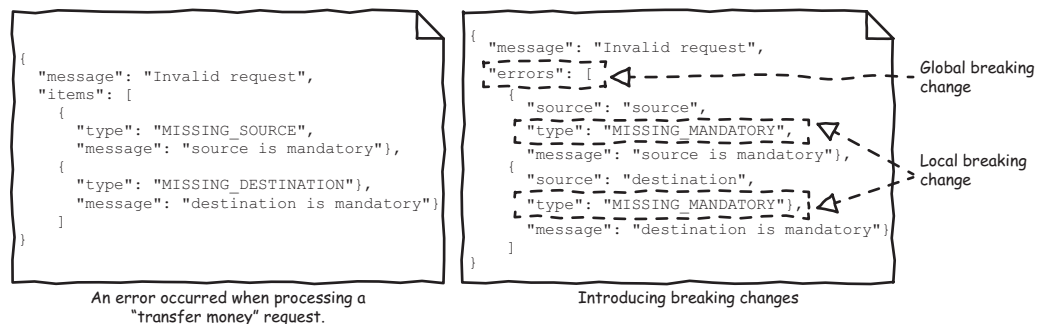 {
"message": "Invalid request",
"items": [
{
"type": "MISSING_SOURCE",
"message": "source is mandatory"},
{
"type": "MISSING_DESTINATION"},
"message": "destination is mandatory"}
]
}
An error occurred when processing a
“transfer money” request.
{
"message": "Invalid request",
"errors": [
{
"source": "source",
"type": "MISSING_MANDATORY",
"message": "source is mandatory"},
{
"source": "destination",
"type": "MISSING_MANDATORY"},
"message": "destination is mandatory"}
]
}
Introducing breaking changes
Global breaking
change
Local breaking
change